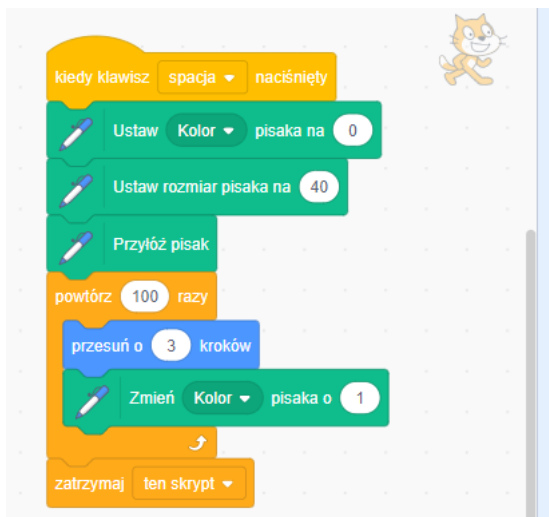 kiedy klawisz spacja naciśnięty
Ustaw Kolor pisaka na 0
Ustaw rozmiar pisaka na 40
Przyłóż pisak
powtórz 100 razy
przesuń o 3 kroków
Zmień Kolor pisaka o 1
zatrzymaj ten skrypt